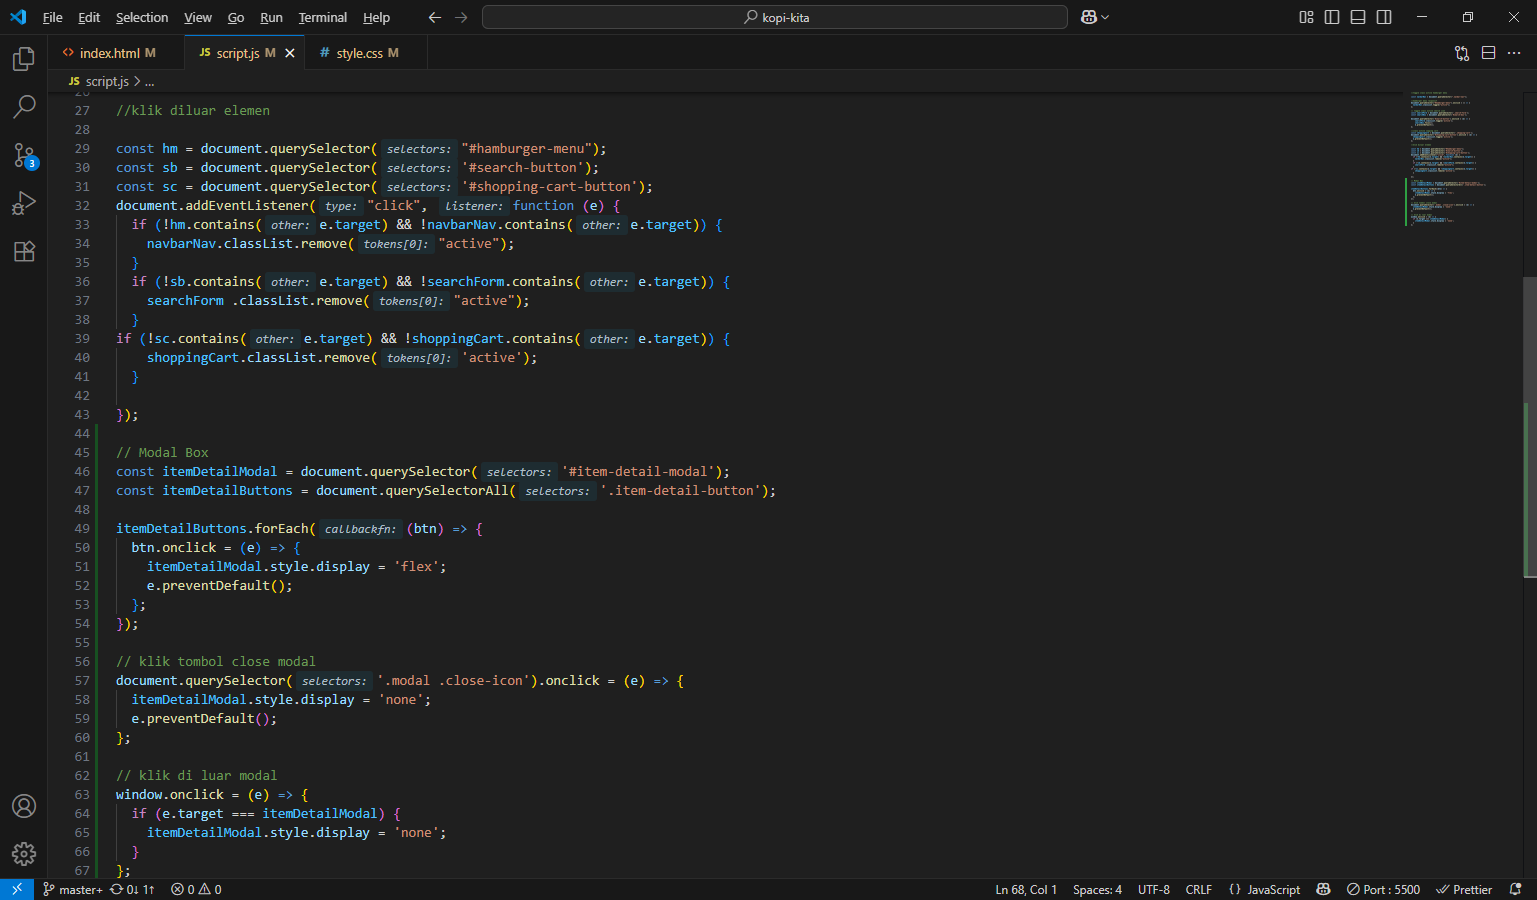 File Edit Selection View Go Run Terminal Help kopi-kita
index.html M JS script.js M # style.css M
JS script.js > ...
26
27 //klik diluar elemen
28
29 const hm = document.querySelector( selectors: "#hamburger-menu");
30 const sb = document.querySelector( selectors: '#search-button');
31 const sc = document.querySelector( selectors: '#shopping-cart-button');
32 document.addEventListener( type: "click", listener: function (e) {
33 if (!hm.contains( other: e.target) && !navbarNav.contains( other: e.target)) {
34 navbarNav.classList.remove( tokens[0]: "active");
35 }
36 if (!sb.contains( other: e.target) && !searchForm.contains( other: e.target)) {
37 searchForm .classList.remove( tokens[0]: "active");
38 }
39 if (!sc.contains( other: e.target) && !shoppingCart.contains( other: e.target)) {
40 shoppingCart.classList.remove( tokens[0]: 'active');
41 }
42
43 });
44
45 // Modal Box
46 const itemDetailModal = document.querySelector( selectors: '#item-detail-modal');
47 const itemDetailButtons = document.querySelectorAll( selectors: '.item-detail-button');
48
49 itemDetailButtons.forEach( callbackfn: (btn) => {
50 btn.onclick = (e) => {
51 itemDetailModal.style.display = 'flex';
52 e.preventDefault();
53 };
54 });
55
56 // klik tombol close modal
57 document.querySelector( selectors: '.modal .close-icon').onclick = (e) => {
58 itemDetailModal.style.display = 'none';
59 e.preventDefault();
60 };
61
62 // klik di luar modal
63 window.onclick = (e) => {
64 if (e.target === itemDetailModal) {
65 itemDetailModal.style.display = 'none';
66 }
67 };
3
master+ 0↓ 1↑ 0 0 Ln 68, Col 1 Spaces: 4 UTF-8 CRLF {} JavaScript Port : 5500 Prettier